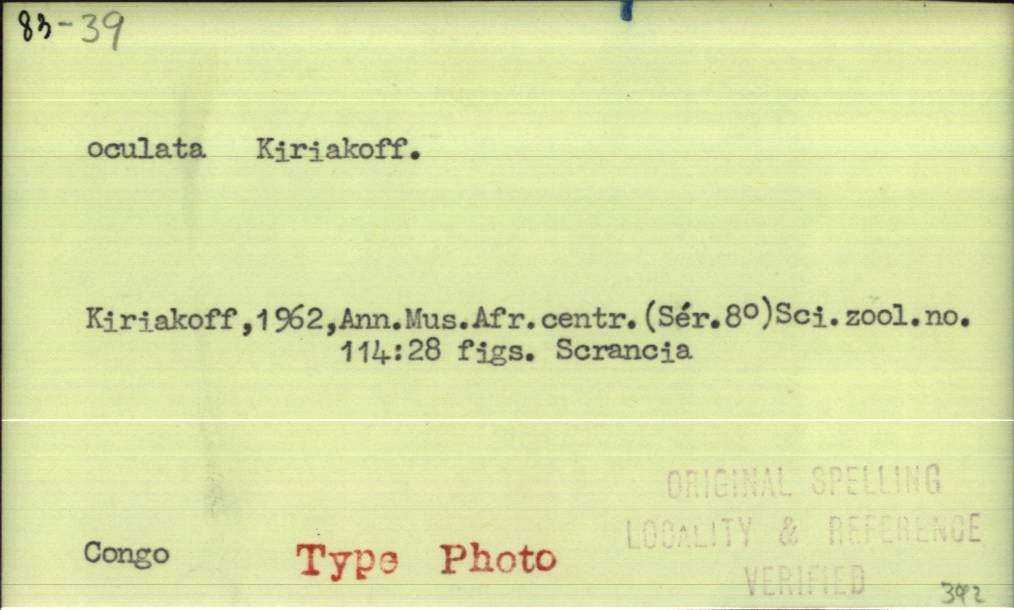 83-39
oculata Kiriakoff.
Kiriakoff,1962,Ann.Mus.Afr.centr.(Sér.8º)Sci.zool.no.
114:28 figs. Scrancia
ORIGINAL SPELLING
LOCALITY & REFERENCE
VERIFIED
Congo
Type Photo
392